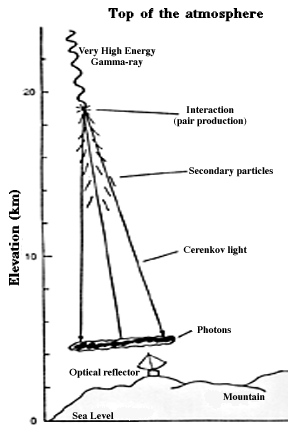 Top of the atmosphere
Very High Energy
Gamma-ray
20
Interaction
(pair production)
Secondary particles
Elevation (km)
Cerenkov light
10
Photons
Optical reflector
Mountain
Sea Level
0